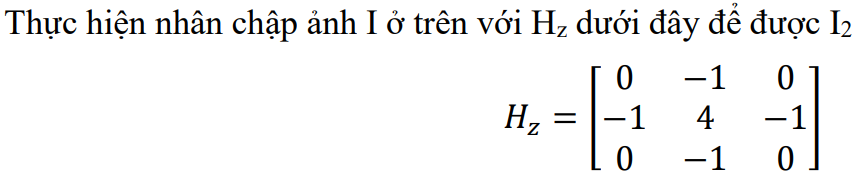 Thực hiện nhân chập ảnh I ở trên với H_z dưới đây để được I_2
0 −1 0
H_z = −1 4 −1
0 −1 0